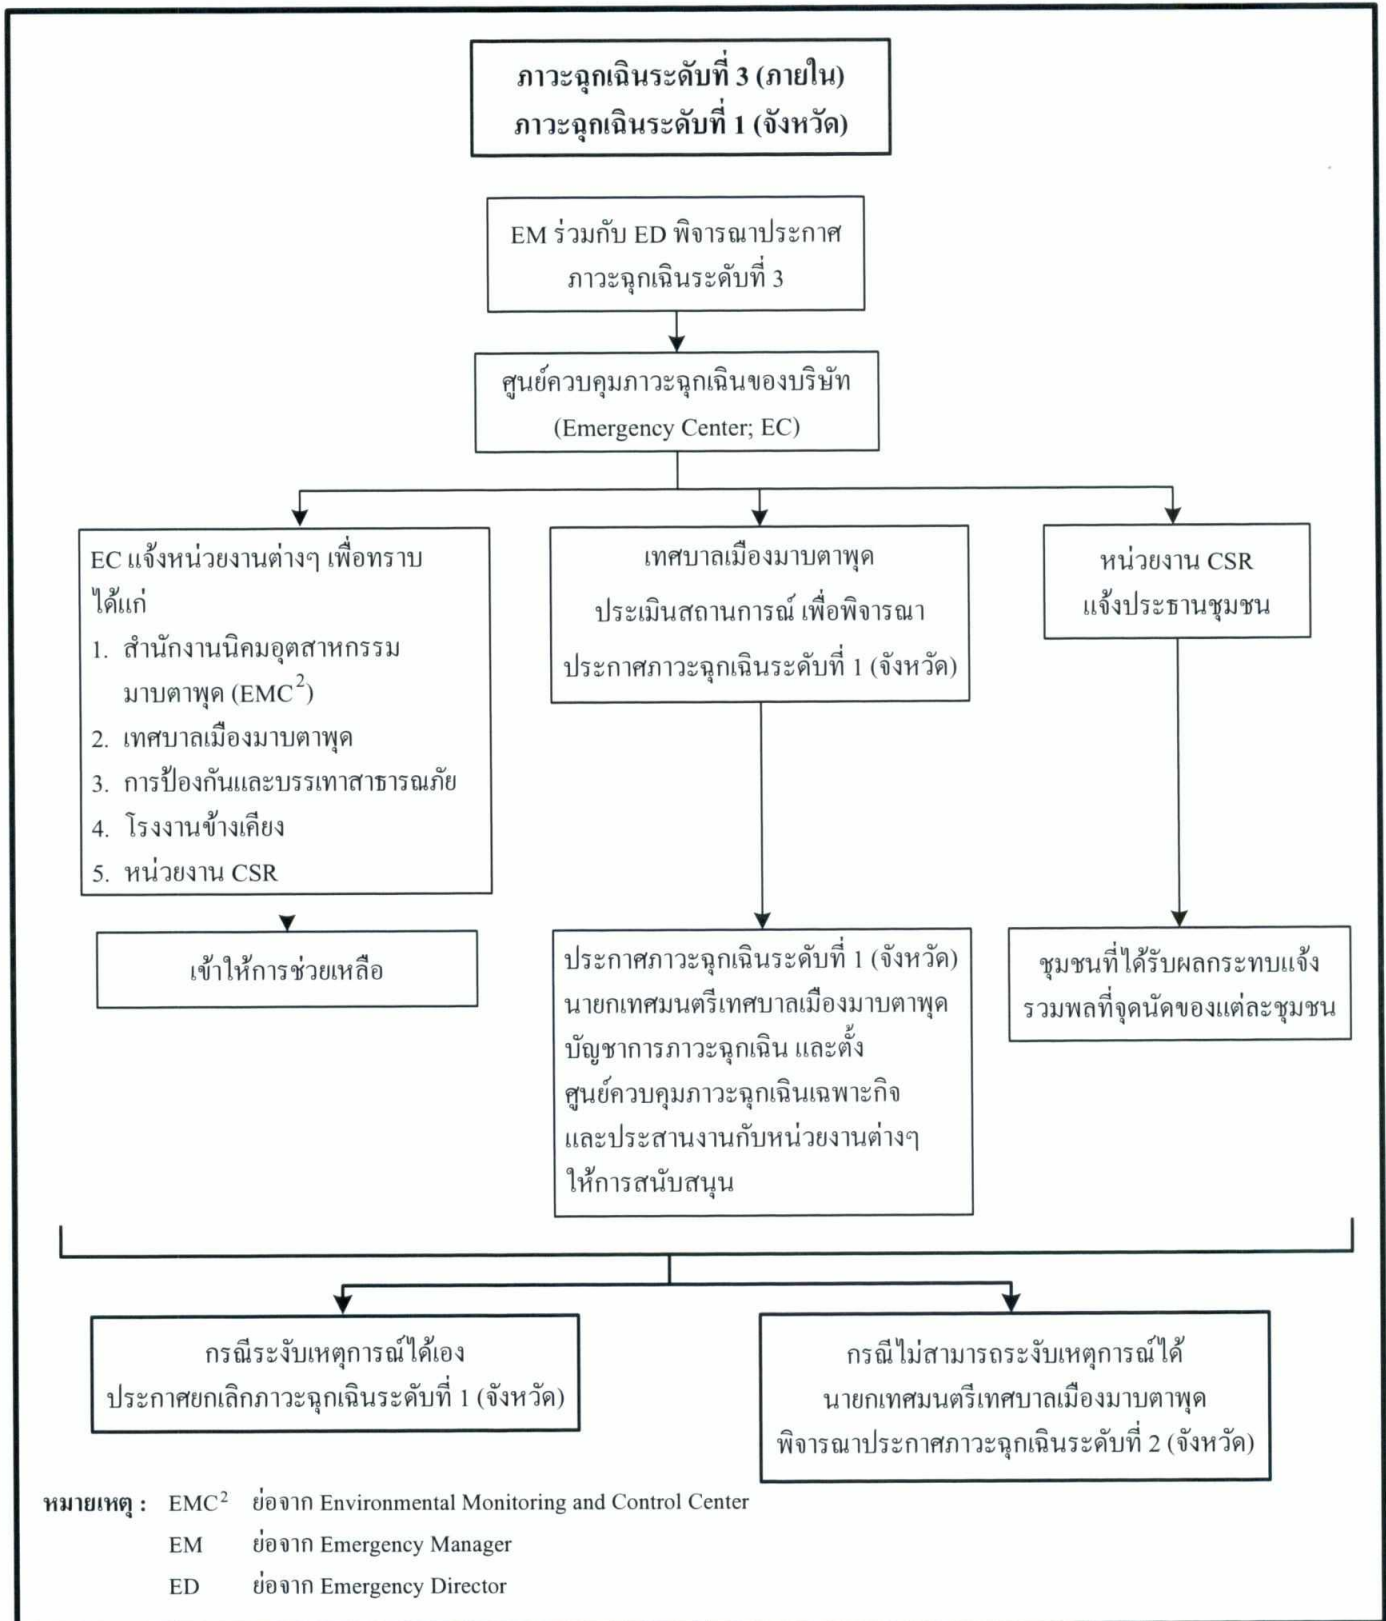 ภาวะฉุกเฉินระดับที่ 3 (ภายใน)
ภาวะฉุกเฉินระดับที่ 1 (จังหวัด)
EM ร่วมกับ ED พิจารณาประกาศ
ภาวะฉุกเฉินระดับที่ 3
ศูนย์ควบคุมภาวะฉุกเฉินของบริษัท
(Emergency Center; EC)
EC แจ้งหน่วยงานต่างๆ เพื่อทราบ
ได้แก่
1. สำนักงานนิคมอุตสาหกรรม
มาบตาพุด (EMC²)
2. เทศบาลเมืองมาบตาพุด
3. การป้องกันและบรรเทาสาธารณภัย
4. โรงงานข้างเคียง
5. หน่วยงาน CSR
เทศบาลเมืองมาบตาพุด
ประเมินสถานการณ์ เพื่อพิจารณา
ประกาศภาวะฉุกเฉินระดับที่ 1 (จังหวัด)
หน่วยงาน CSR
แจ้งประธานชุมชน
เข้าให้การช่วยเหลือ
ประกาศภาวะฉุกเฉินระดับที่ 1 (จังหวัด)
นายกเทศมนตรีเทศบาลเมืองมาบตาพุด
บัญชาการภาวะฉุกเฉิน และตั้ง
ศูนย์ควบคุมภาวะฉุกเฉินเฉพาะกิจ
และประสานงานกับหน่วยงานต่างๆ
ให้การสนับสนุน
ชุมชนที่ได้รับผลกระทบแจ้ง
รวมพลที่จุดนัดของแต่ละชุมชน
กรณีระงับเหตุการณ์ได้เอง
ประกาศยกเลิกภาวะฉุกเฉินระดับที่ 1 (จังหวัด)
กรณีไม่สามารถระงับเหตุการณ์ได้
นายกเทศมนตรีเทศบาลเมืองมาบตาพุด
พิจารณาประกาศภาวะฉุกเฉินระดับที่ 2 (จังหวัด)
หมายเหตุ : EMC² ย่อจาก Environmental Monitoring and Control Center
EM ย่อจาก Emergency Manager
ED ย่อจาก Emergency Director